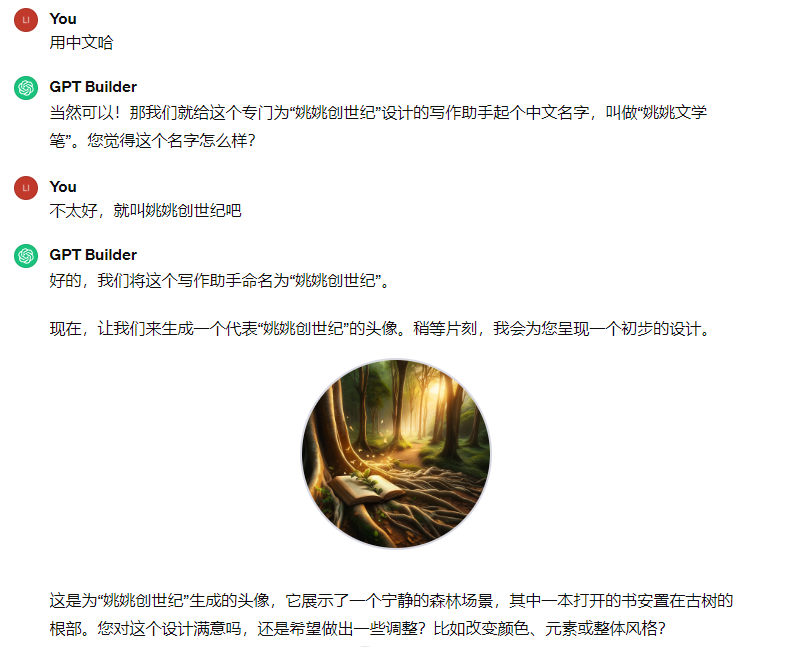 LI
You
用中文哈
GPT Builder
当然可以！那我们就给这个专门为“姚姚创世纪”设计的写作助手起个中文名字，叫做“姚姚文学
笔”。您觉得这个名字怎么样？
LI
You
不太好，就叫姚姚创世纪吧
GPT Builder
好的，我们将这个写作助手命名为“姚姚创世纪”。
现在，让我们来生成一个代表“姚姚创世纪”的头像。稍等片刻，我会为您呈现一个初步的设计。
这是为“姚姚创世纪”生成的头像，它展示了一个宁静的森林场景，其中一本打开的书安置在古树的
根部。您对这个设计满意吗，还是希望做出一些调整？比如改变颜色、元素或整体风格？